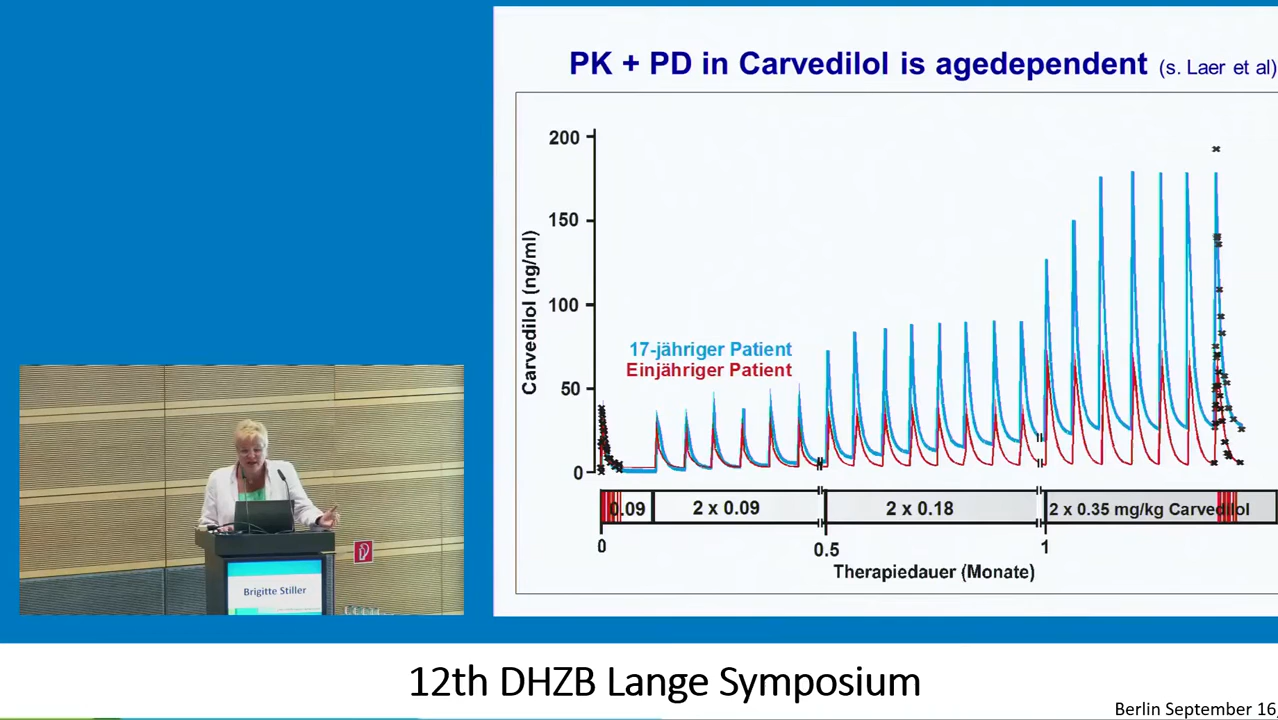 PK + PD in Carvedilol is agedependent (s. Laer et al)
200
150
100
50
0
Carvedilol (ng/ml)
17-jähriger Patient
Einjähriger Patient
0.09
2 x 0.09
2 x 0.18
2 x 0.35 mg/kg Carvedilol
0
0.5
1
Therapiedauer (Monate)
Brigitte Stiller
12th DHZB Lange Symposium
Berlin September 16,